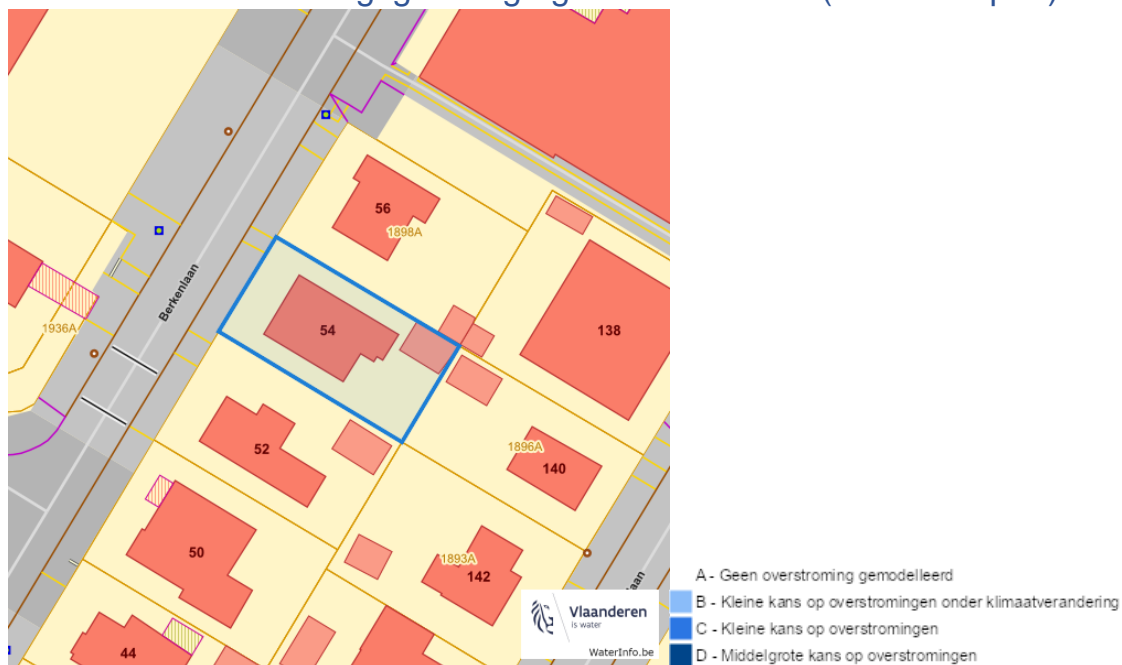 56
1898A
Berkenlaan
54
138
1936A
52
1896A
140
50
1893A
142
44
Vlaanderen
is water
WaterInfo.be
A - Geen overstroming gemodelleerd
B - Kleine kans op overstromingen onder klimaatverandering
C - Kleine kans op overstromingen
D - Middelgrote kans op overstromingen